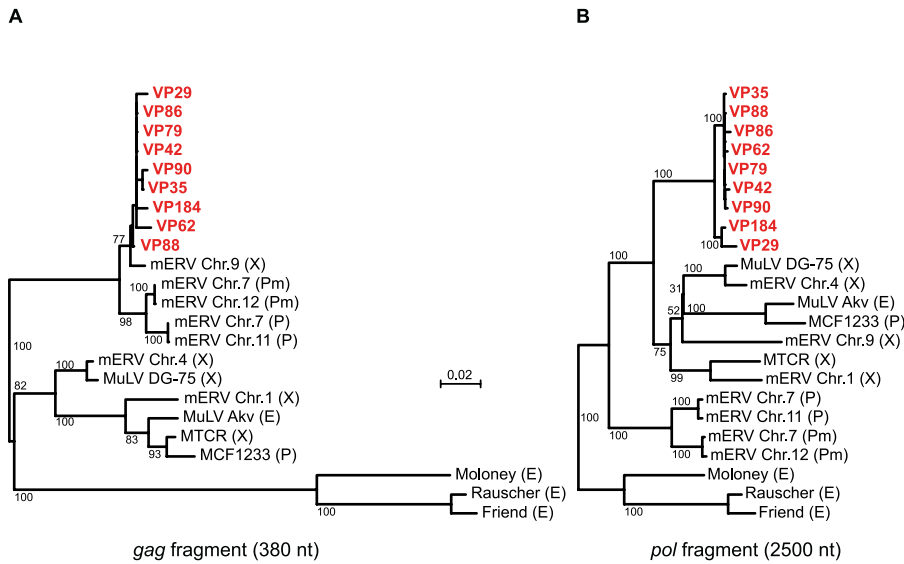 A
VP29
VP86
VP79
VP42
VP90
VP35
VP184
VP62
77
VP88
mERV Chr.9 (X)
mERV Chr.7 (Pm)
100
mERV Chr.12 (Pm)
mERV Chr.7 (P)
98
100
mERV Chr.11 (P)
100
mERV Chr.4 (X)
100
MuLV DG-75 (X)
82
mERV Chr.1 (X)
100
MuLV Akv (E)
83
MTCR (X)
93
MCF1233 (P)
Moloney (E)
100
Rauscher (E)
100
Friend (E)
0.02
gag fragment (380 nt)
B
VP35
VP88
100
VP86
VP62
VP79
100
VP42
VP90
VP184
100
VP29
100
MuLV DG-75 (X)
100
mERV Chr.4 (X)
31
MuLV Akv (E)
100
52
MCF1233 (P)
mERV Chr.9 (X)
75
MTCR (X)
99
mERV Chr.1 (X)
mERV Chr.7 (P)
100
mERV Chr.11 (P)
100
100
mERV Chr.7 (Pm)
100
mERV Chr.12 (Pm)
Moloney (E)
Rauscher (E)
100
Friend (E)
pol fragment (2500 nt)